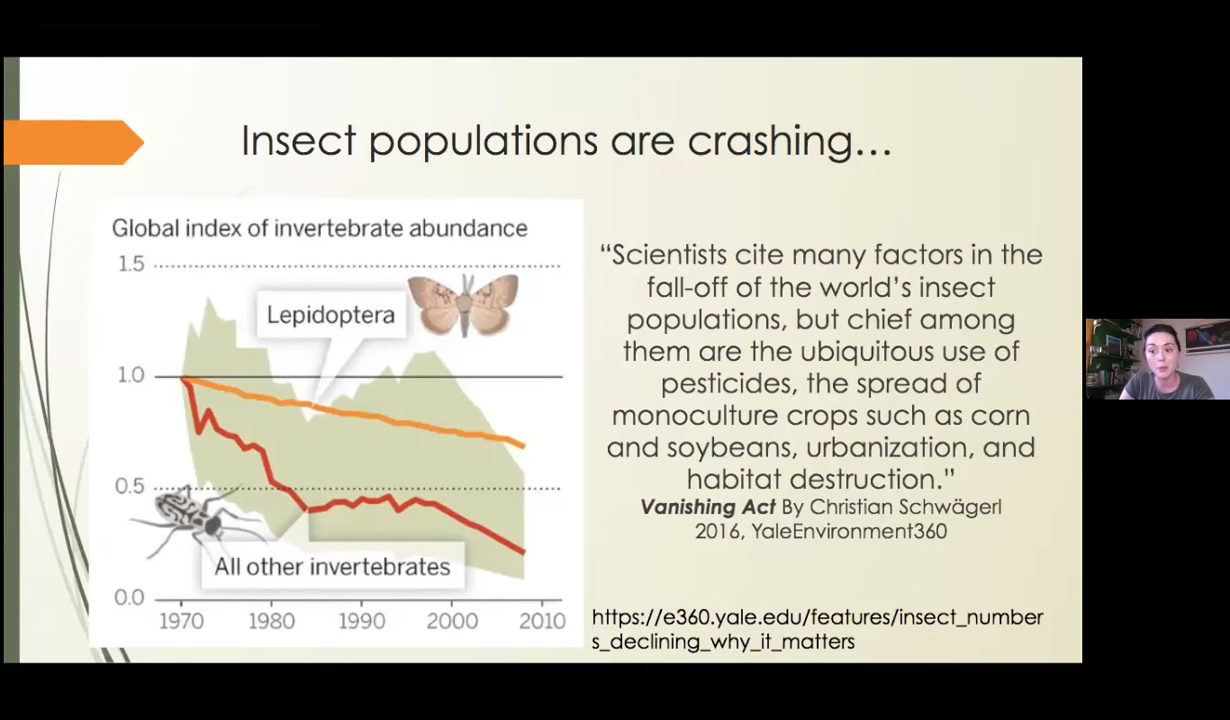 Insect populations are crashing…
Global index of invertebrate abundance
1.5
Lepidoptera
1.0
0.5
All other invertebrates
0.0
1970 1980 1990 2000 2010
“Scientists cite many factors in the
fall-off of the world’s insect
populations, but chief among
them are the ubiquitous use of
pesticides, the spread of
monoculture crops such as corn
and soybeans, urbanization, and
habitat destruction.”
Vanishing Act By Christian Schwägerl
2016, YaleEnvironment360
https://e360.yale.edu/features/insect_number
s_declining_why_it_matters